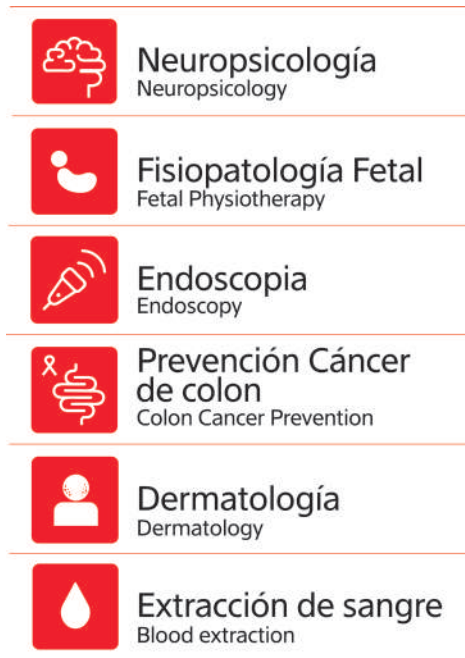 Neuropsicología
Neuropsicology
Fisiopatología Fetal
Fetal Physiotherapy
Endoscopia
Endoscopy
Prevención Cáncer
de colon
Colon Cancer Prevention
Dermatología
Dermatology
Extracción de sangre
Blood extraction